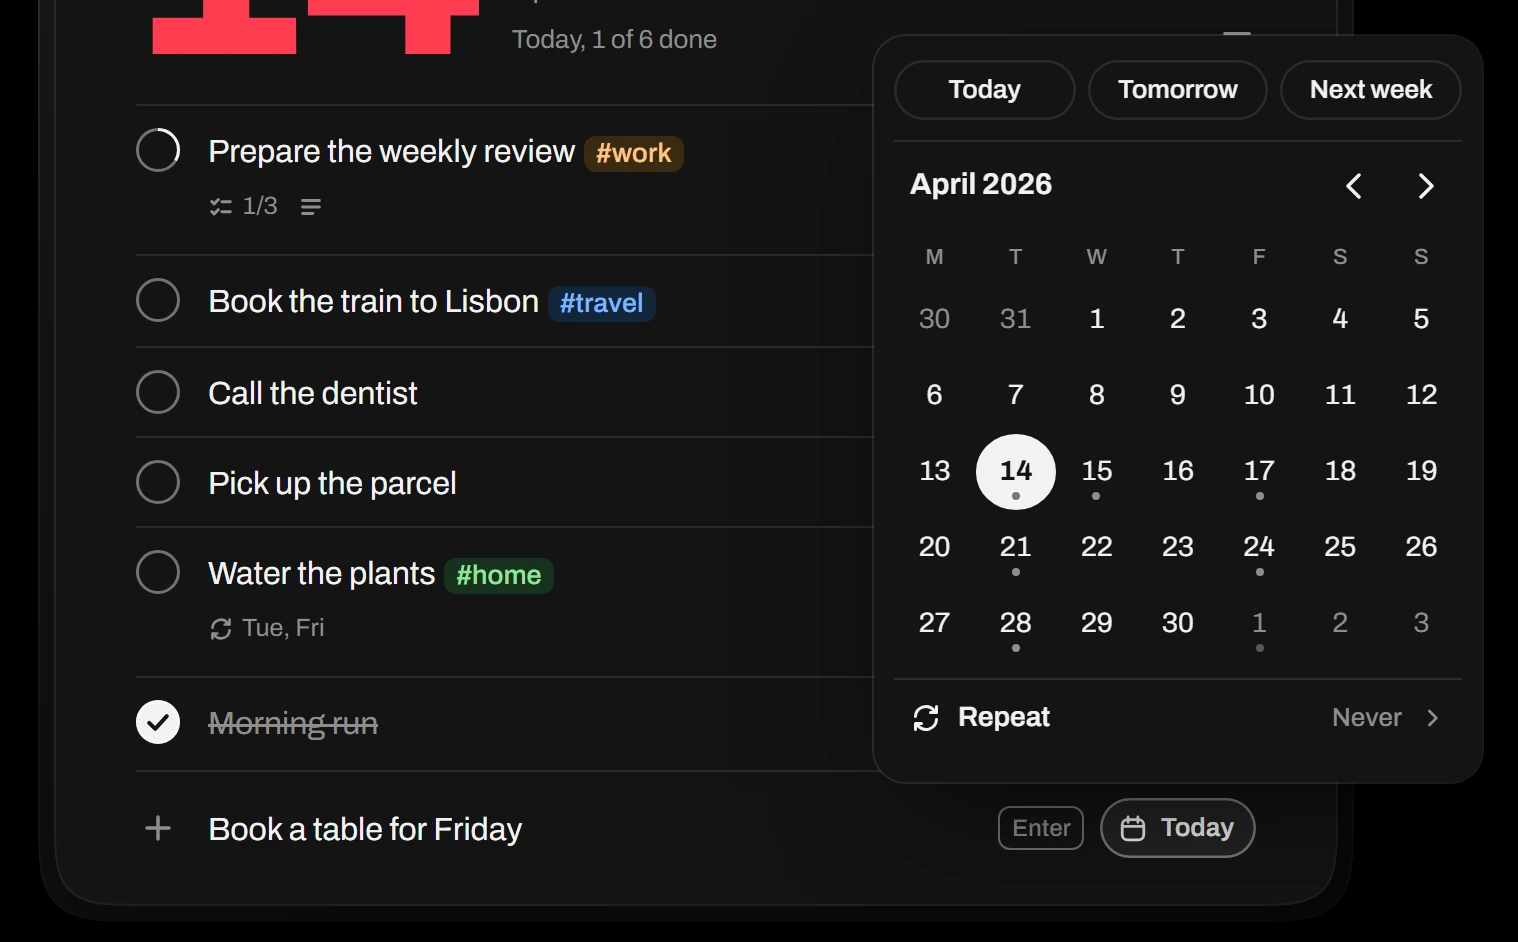 14
Today, 1 of 6 done
Prepare the weekly review #work
1/3
Book the train to Lisbon #travel
Call the dentist
Pick up the parcel
Water the plants #home
Tue, Fri
Morning run
Book a table for Friday
Enter
Today
Today Tomorrow Next week
April 2026
M T W T F S S
30 31 1 2 3 4 5
6 7 8 9 10 11 12
13 14 15 16 17 18 19
20 21 22 23 24 25 26
27 28 29 30 1 2 3
Repeat Never